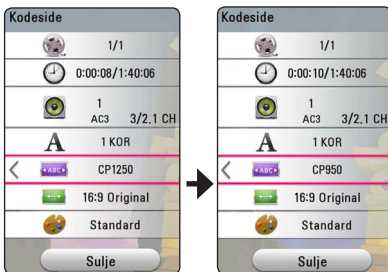 Kodeside
1/1
0:00:08/1:40:06
1
AC3 3/2.1 CH
A 1 KOR
ABC CP1250
16:9 Original
Standard
Sulje
Kodeside
1/1
0:00:10/1:40:06
1
AC3 3/2.1 CH
A 1 KOR
ABC CP950
16:9 Original
Standard
Sulje